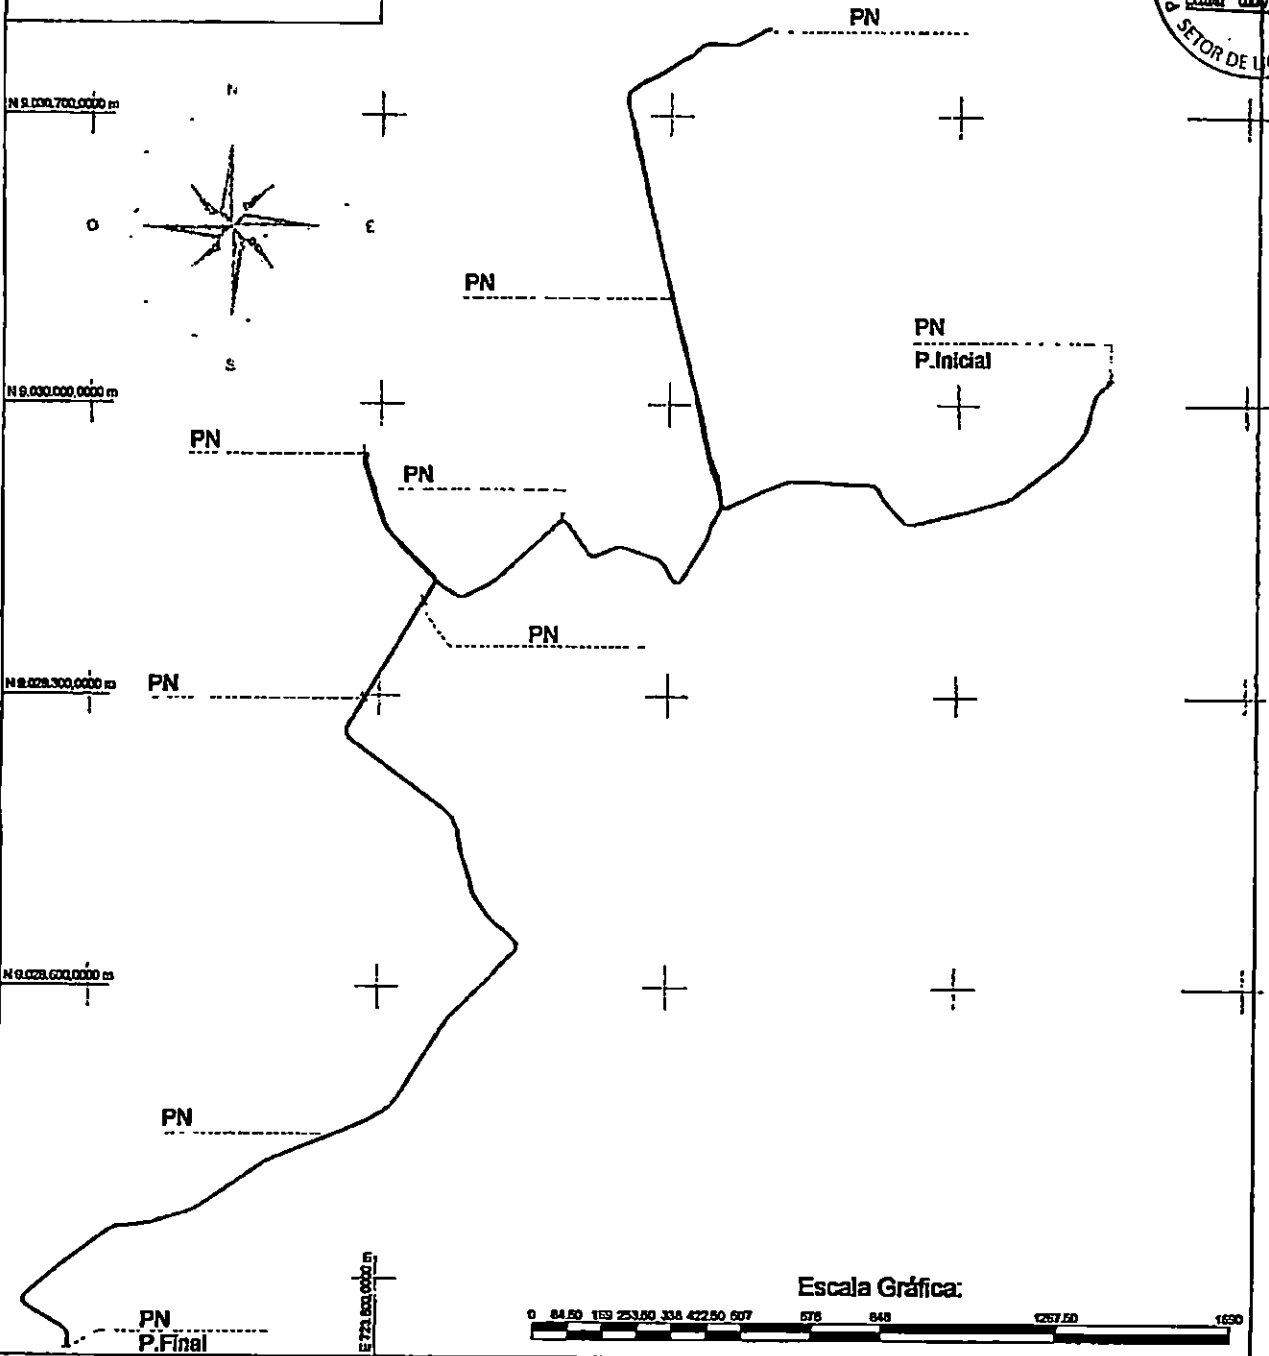 PN
SETOR DE
N 9.030.700,0000 m
N
O
E
S
PN
PN
P.Inicial
N 9.030.000,0000 m
PN
PN
PN
N 9.029.300,0000 m
PN
N 9.028.600,0000 m
PN
E 723.800,0000 m
Escala Gráfica:
0 84.50 169 253.50 338 422.50 507 676 845 1267.50 1690
PN
P.Final